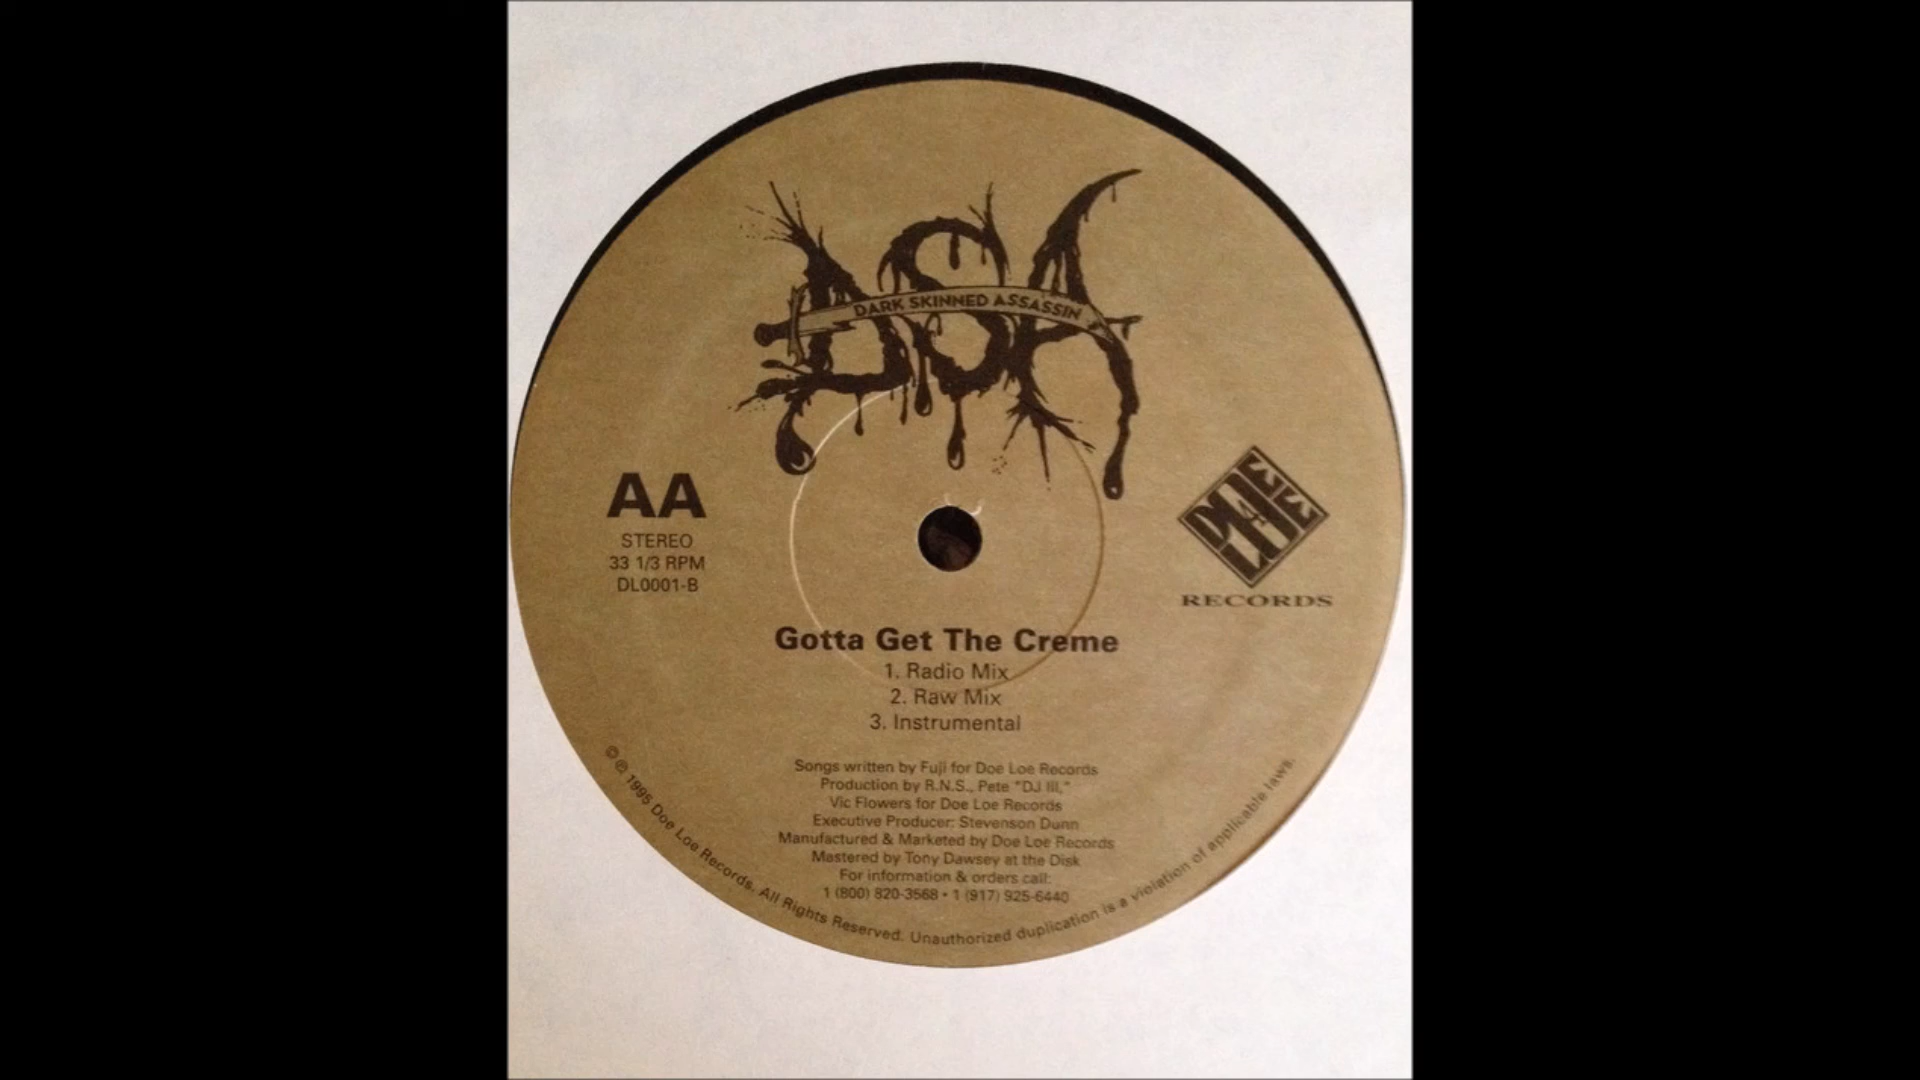 DSA
DARK SKINNED ASSASSIN
AA
STEREO
33 1/3 RPM
DL0001-B
DOE LOE
RECORDS
Gotta Get The Creme
1. Radio Mix
2. Raw Mix
3. Instrumental
Songs written by Fuji for Doe Loe Records
Production by R.N.S., Pete "DJ III,"
Vic Flowers for Doe Loe Records
Executive Producer: Stevenson Dunn
Manufactured & Marketed by Doe Loe Records
Mastered by Tony Dawsey at the Disk
For information & orders call:
1 (800) 820-3568 • 1 (917) 925-6440
© ℗ 1995 Doe Loe Records. All Rights Reserved. Unauthorized duplication is a violation of applicable laws.